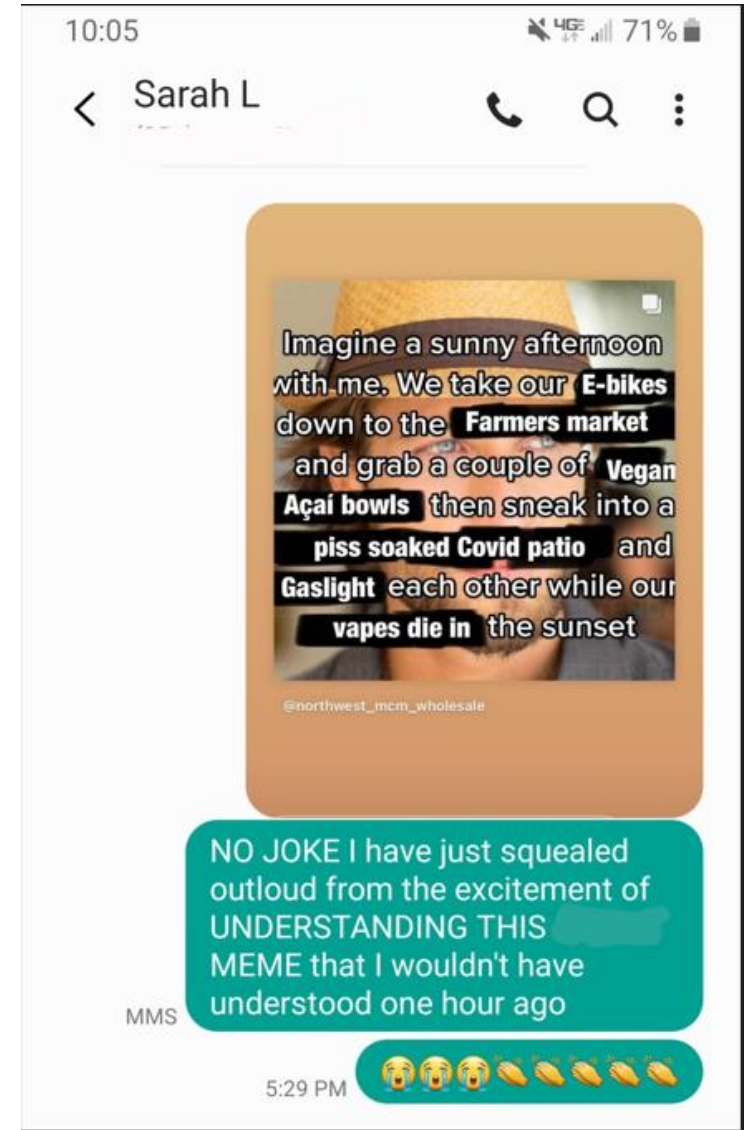 10:05
4GE 71%
Sarah L
Imagine a sunny afternoon
with me. We take our E-bikes
down to the Farmers market
and grab a couple of Vegan
Açaí bowls then sneak into a
piss soaked Covid patio and
Gaslight each other while our
vapes die in the sunset
@northwest_mcm_wholesale
NO JOKE I have just squealed
outloud from the excitement of
UNDERSTANDING THIS
MEME that I wouldn't have
understood one hour ago
MMS
5:29 PM 😭😭😭👏👏👏👏👏